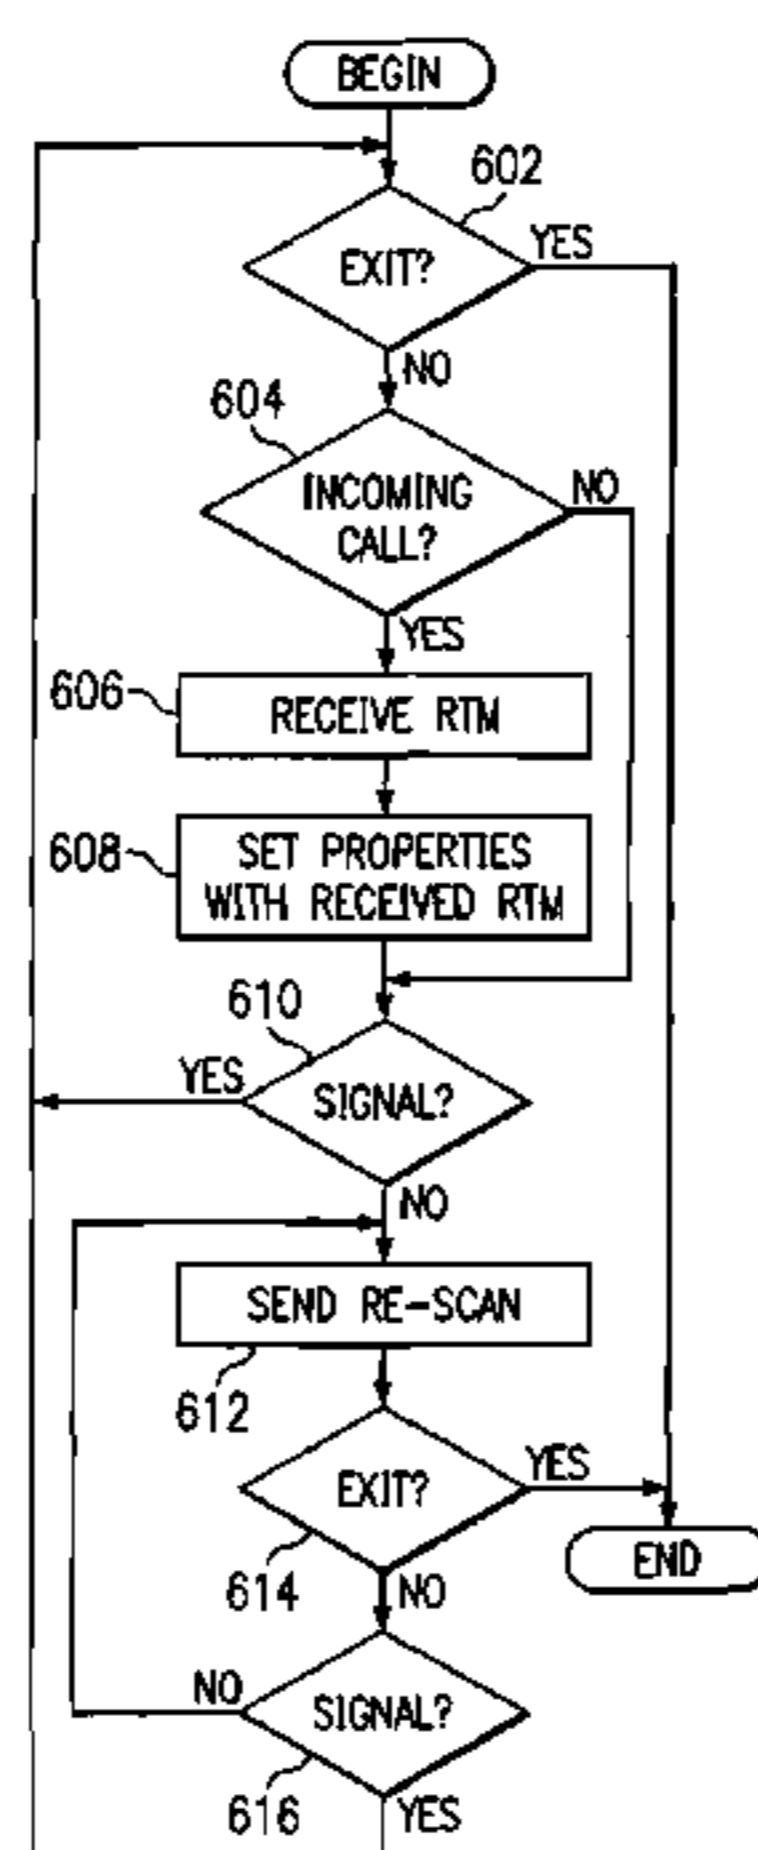 BEGIN
602
EXIT?
YES
NO
604
INCOMING
CALL?
NO
YES
606
RECEIVE RTM
608
SET PROPERTIES
WITH RECEIVED RTM
610
YES
SIGNAL?
NO
SEND RE-SCAN
612
EXIT?
YES
END
614
NO
NO
SIGNAL?
616
YES